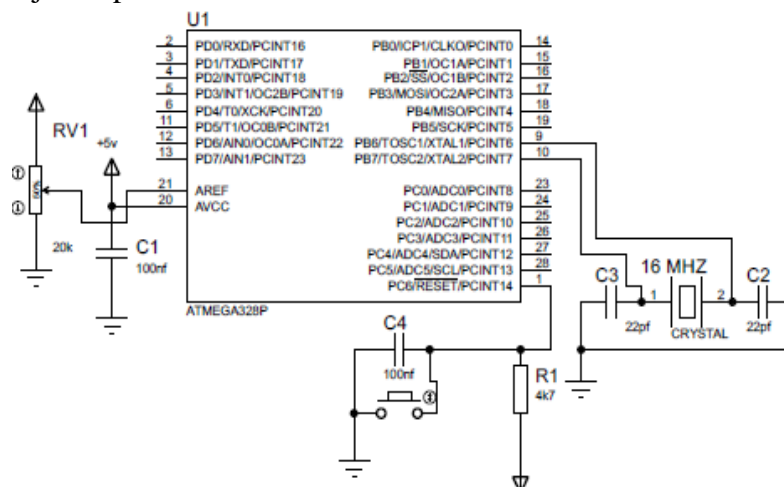 U1
2 PD0/RXD/PCINT16 PB0/ICP1/CLKO/PCINT0 14
3 PD1/TXD/PCINT17 PB1/OC1A/PCINT1 15
4 PD2/INT0/PCINT18 PB2/SS/OC1B/PCINT2 16
5 PD3/INT1/OC2B/PCINT19 PB3/MOSI/OC2A/PCINT3 17
6 PD4/T0/XCK/PCINT20 PB4/MISO/PCINT4 18
11 PD5/T1/OC0B/PCINT21 PB5/SCK/PCINT5 19
12 PD6/AIN0/OC0A/PCINT22 PB6/TOSC1/XTAL1/PCINT6 9
13 PD7/AIN1/PCINT23 PB7/TOSC2/XTAL2/PCINT7 10
RV1
+5v
50%
21 AREF PC0/ADC0/PCINT8 23
20 AVCC PC1/ADC1/PCINT9 24
PC2/ADC2/PCINT10 25
PC3/ADC3/PCINT11 26
PC4/ADC4/SDA/PCINT12 27
PC5/ADC5/SCL/PCINT13 28
PC6/RESET/PCINT14 1
20k
C1
100nf
ATMEGA328P
C3 16 MHZ C2
1 2
22pf CRYSTAL 22pf
C4
100nf
R1
4k7